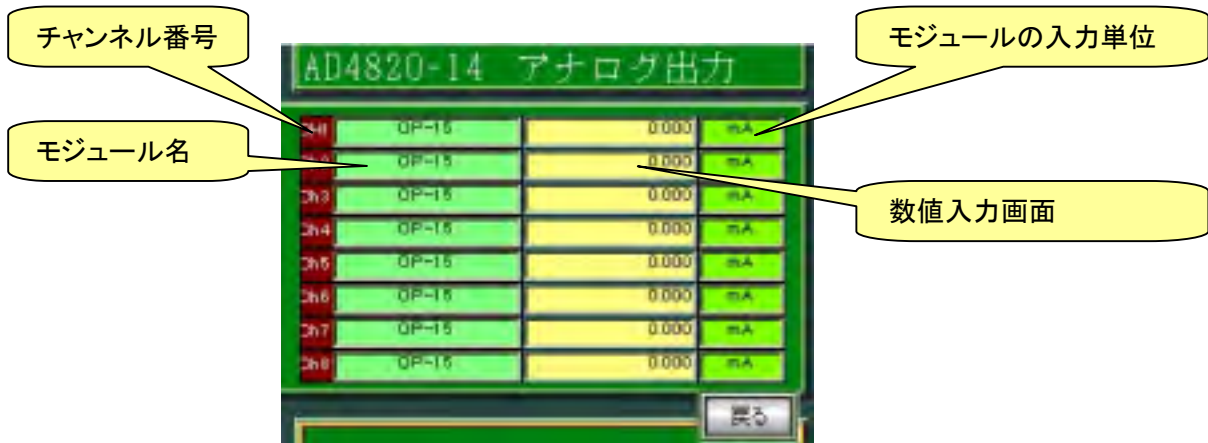 チャンネル番号
モジュールの入力単位
AD4820-14 アナログ出力
モジュール名
数値入力画面
OP-15 0.000 mA
OP-15 0.000 mA
Ch3 OP-15 0.000 mA
Ch4 OP-15 0.000 mA
Ch5 OP-15 0.000 mA
Ch6 OP-15 0.000 mA
Ch7 OP-15 0.000 mA
Ch8 OP-15 0.000 mA
戻る